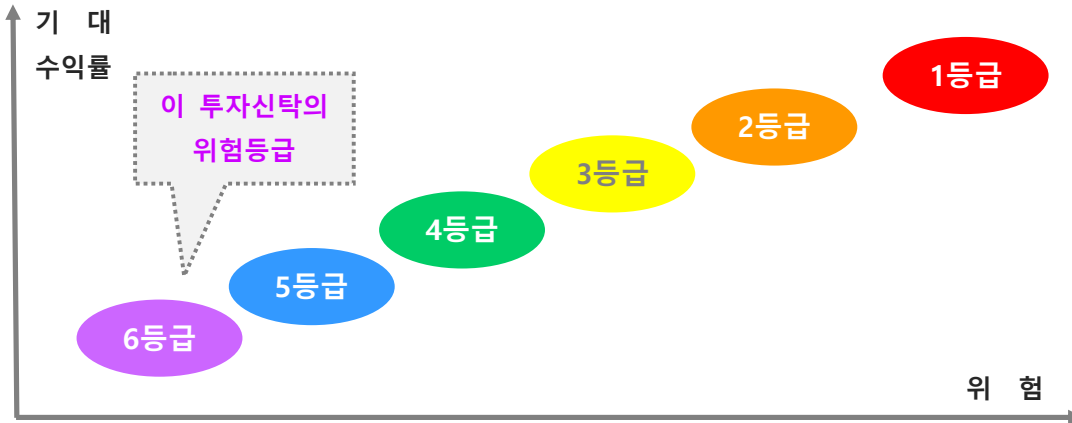 기 대
수익률
이 투자신탁의
위험등급
1등급
2등급
3등급
4등급
5등급
6등급
위 험